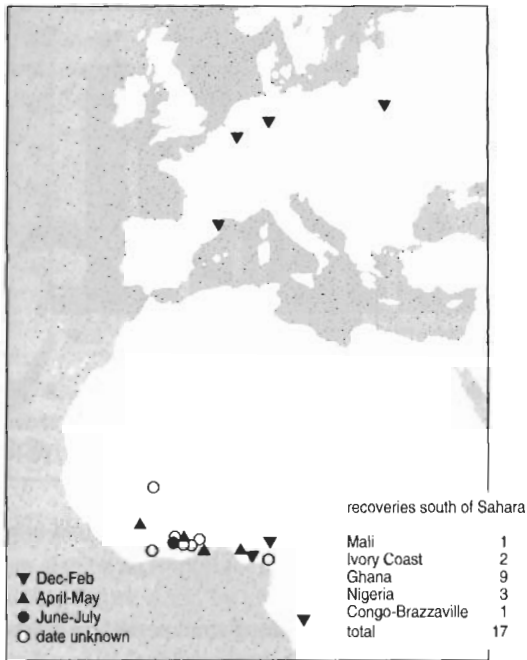 recoveries south of Sahara
Mali 1
Ivory Coast 2
Ghana 9
Nigeria 3
Congo-Brazzaville 1
total 17
▼ Dec-Feb
▲ April-May
● June-July
○ date unknown